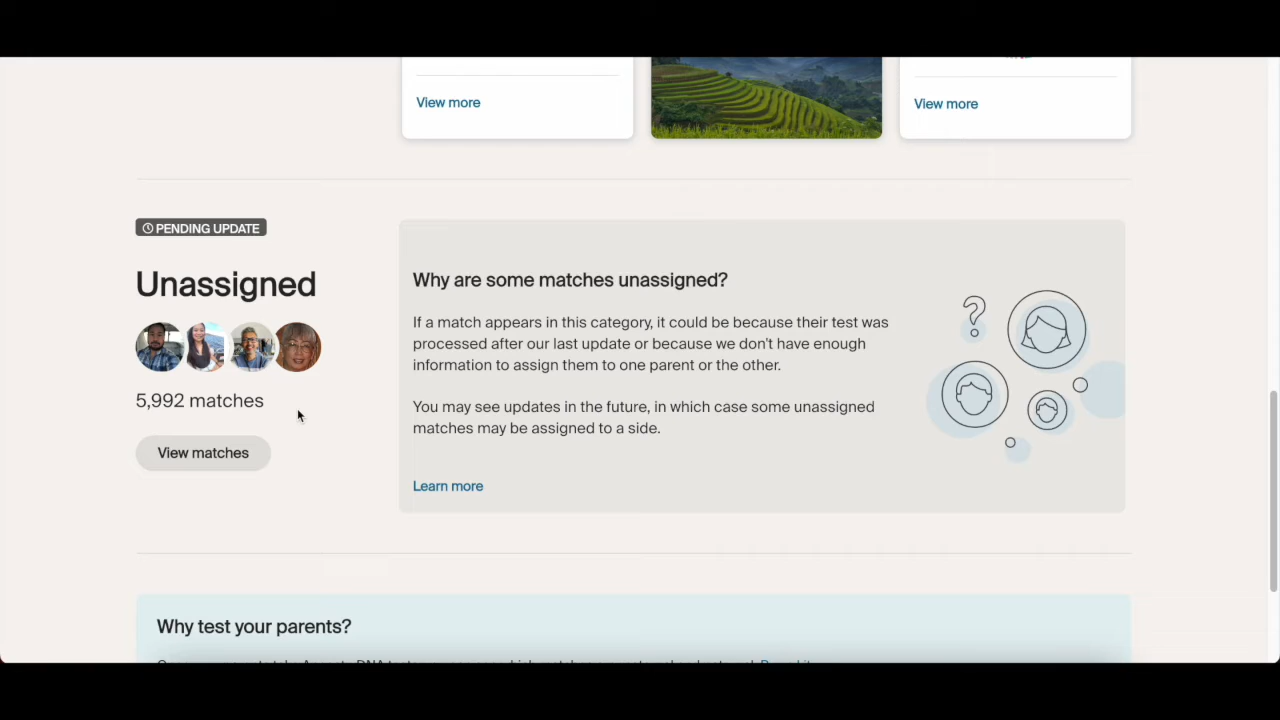 View more
View more
PENDING UPDATE
Unassigned
5,992 matches
View matches
Why are some matches unassigned?
If a match appears in this category, it could be because their test was
processed after our last update or because we don't have enough
information to assign them to one parent or the other.
You may see updates in the future, in which case some unassigned
matches may be assigned to a side.
Learn more
Why test your parents?